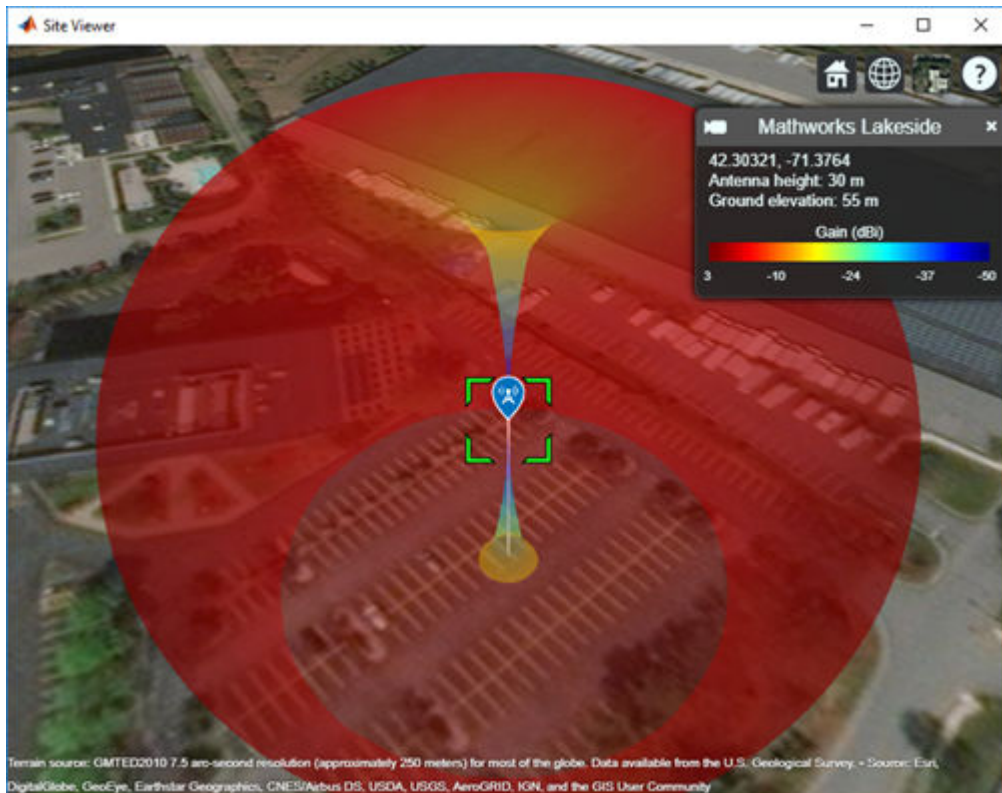 Site Viewer
Mathworks Lakeside
42.30321, -71.3764
Antenna height: 30 m
Ground elevation: 55 m
Gain (dBi)
3 -10 -24 -37 -50
Terrain source: GMTED2010 7.5 arc-second resolution (approximately 250 meters) for most of the globe. Data available from the U.S. Geological Survey. • Source: Esri,
DigitalGlobe, GeoEye, Earthstar Geographics, CNES/Airbus DS, USDA, USGS, AeroGRID, IGN, and the GIS User Community